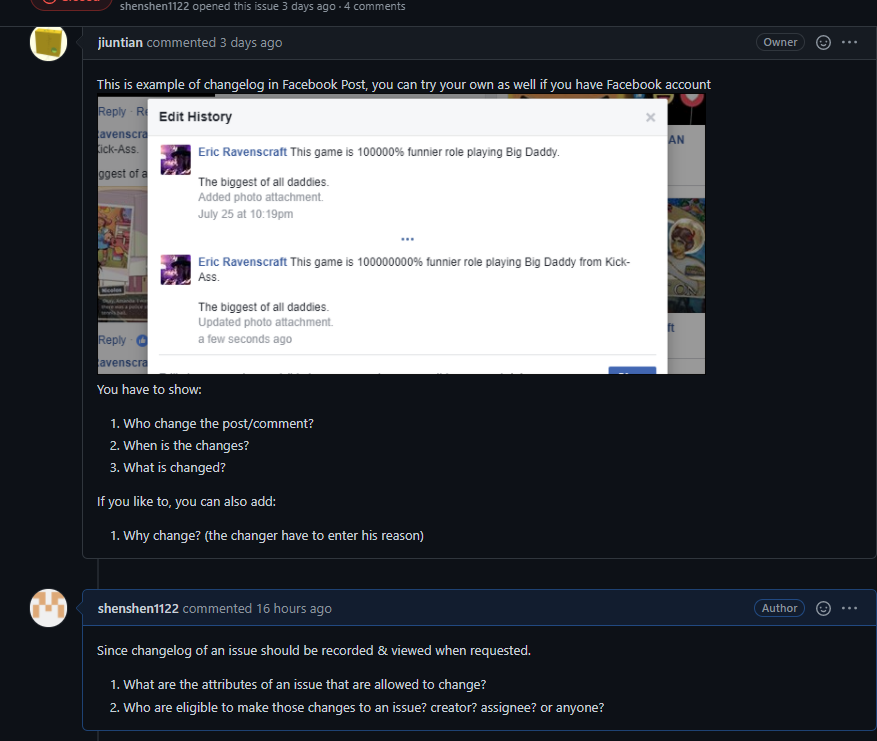 shenshen1122 opened this issue 3 days ago · 4 comments
jiuntian commented 3 days ago
Owner
This is example of changelog in Facebook Post, you can try your own as well if you have Facebook account
Reply · Re
Edit History
avenscra
Kick-Ass.
ggest of a
Eric Ravenscraft This game is 100000% funnier role playing Big Daddy.
The biggest of all daddies.
Added photo attachment.
July 25 at 10:19pm
Eric Ravenscraft This game is 100000000% funnier role playing Big Daddy from Kick-
Ass.
The biggest of all daddies.
Updated photo attachment.
a few seconds ago
Reply ·
avenscra
You have to show:
1. Who change the post/comment?
2. When is the changes?
3. What is changed?
If you like to, you can also add:
1. Why change? (the changer have to enter his reason)
shenshen1122 commented 16 hours ago
Author
Since changelog of an issue should be recorded & viewed when requested.
1. What are the attributes of an issue that are allowed to change?
2. Who are eligible to make those changes to an issue? creator? assignee? or anyone?